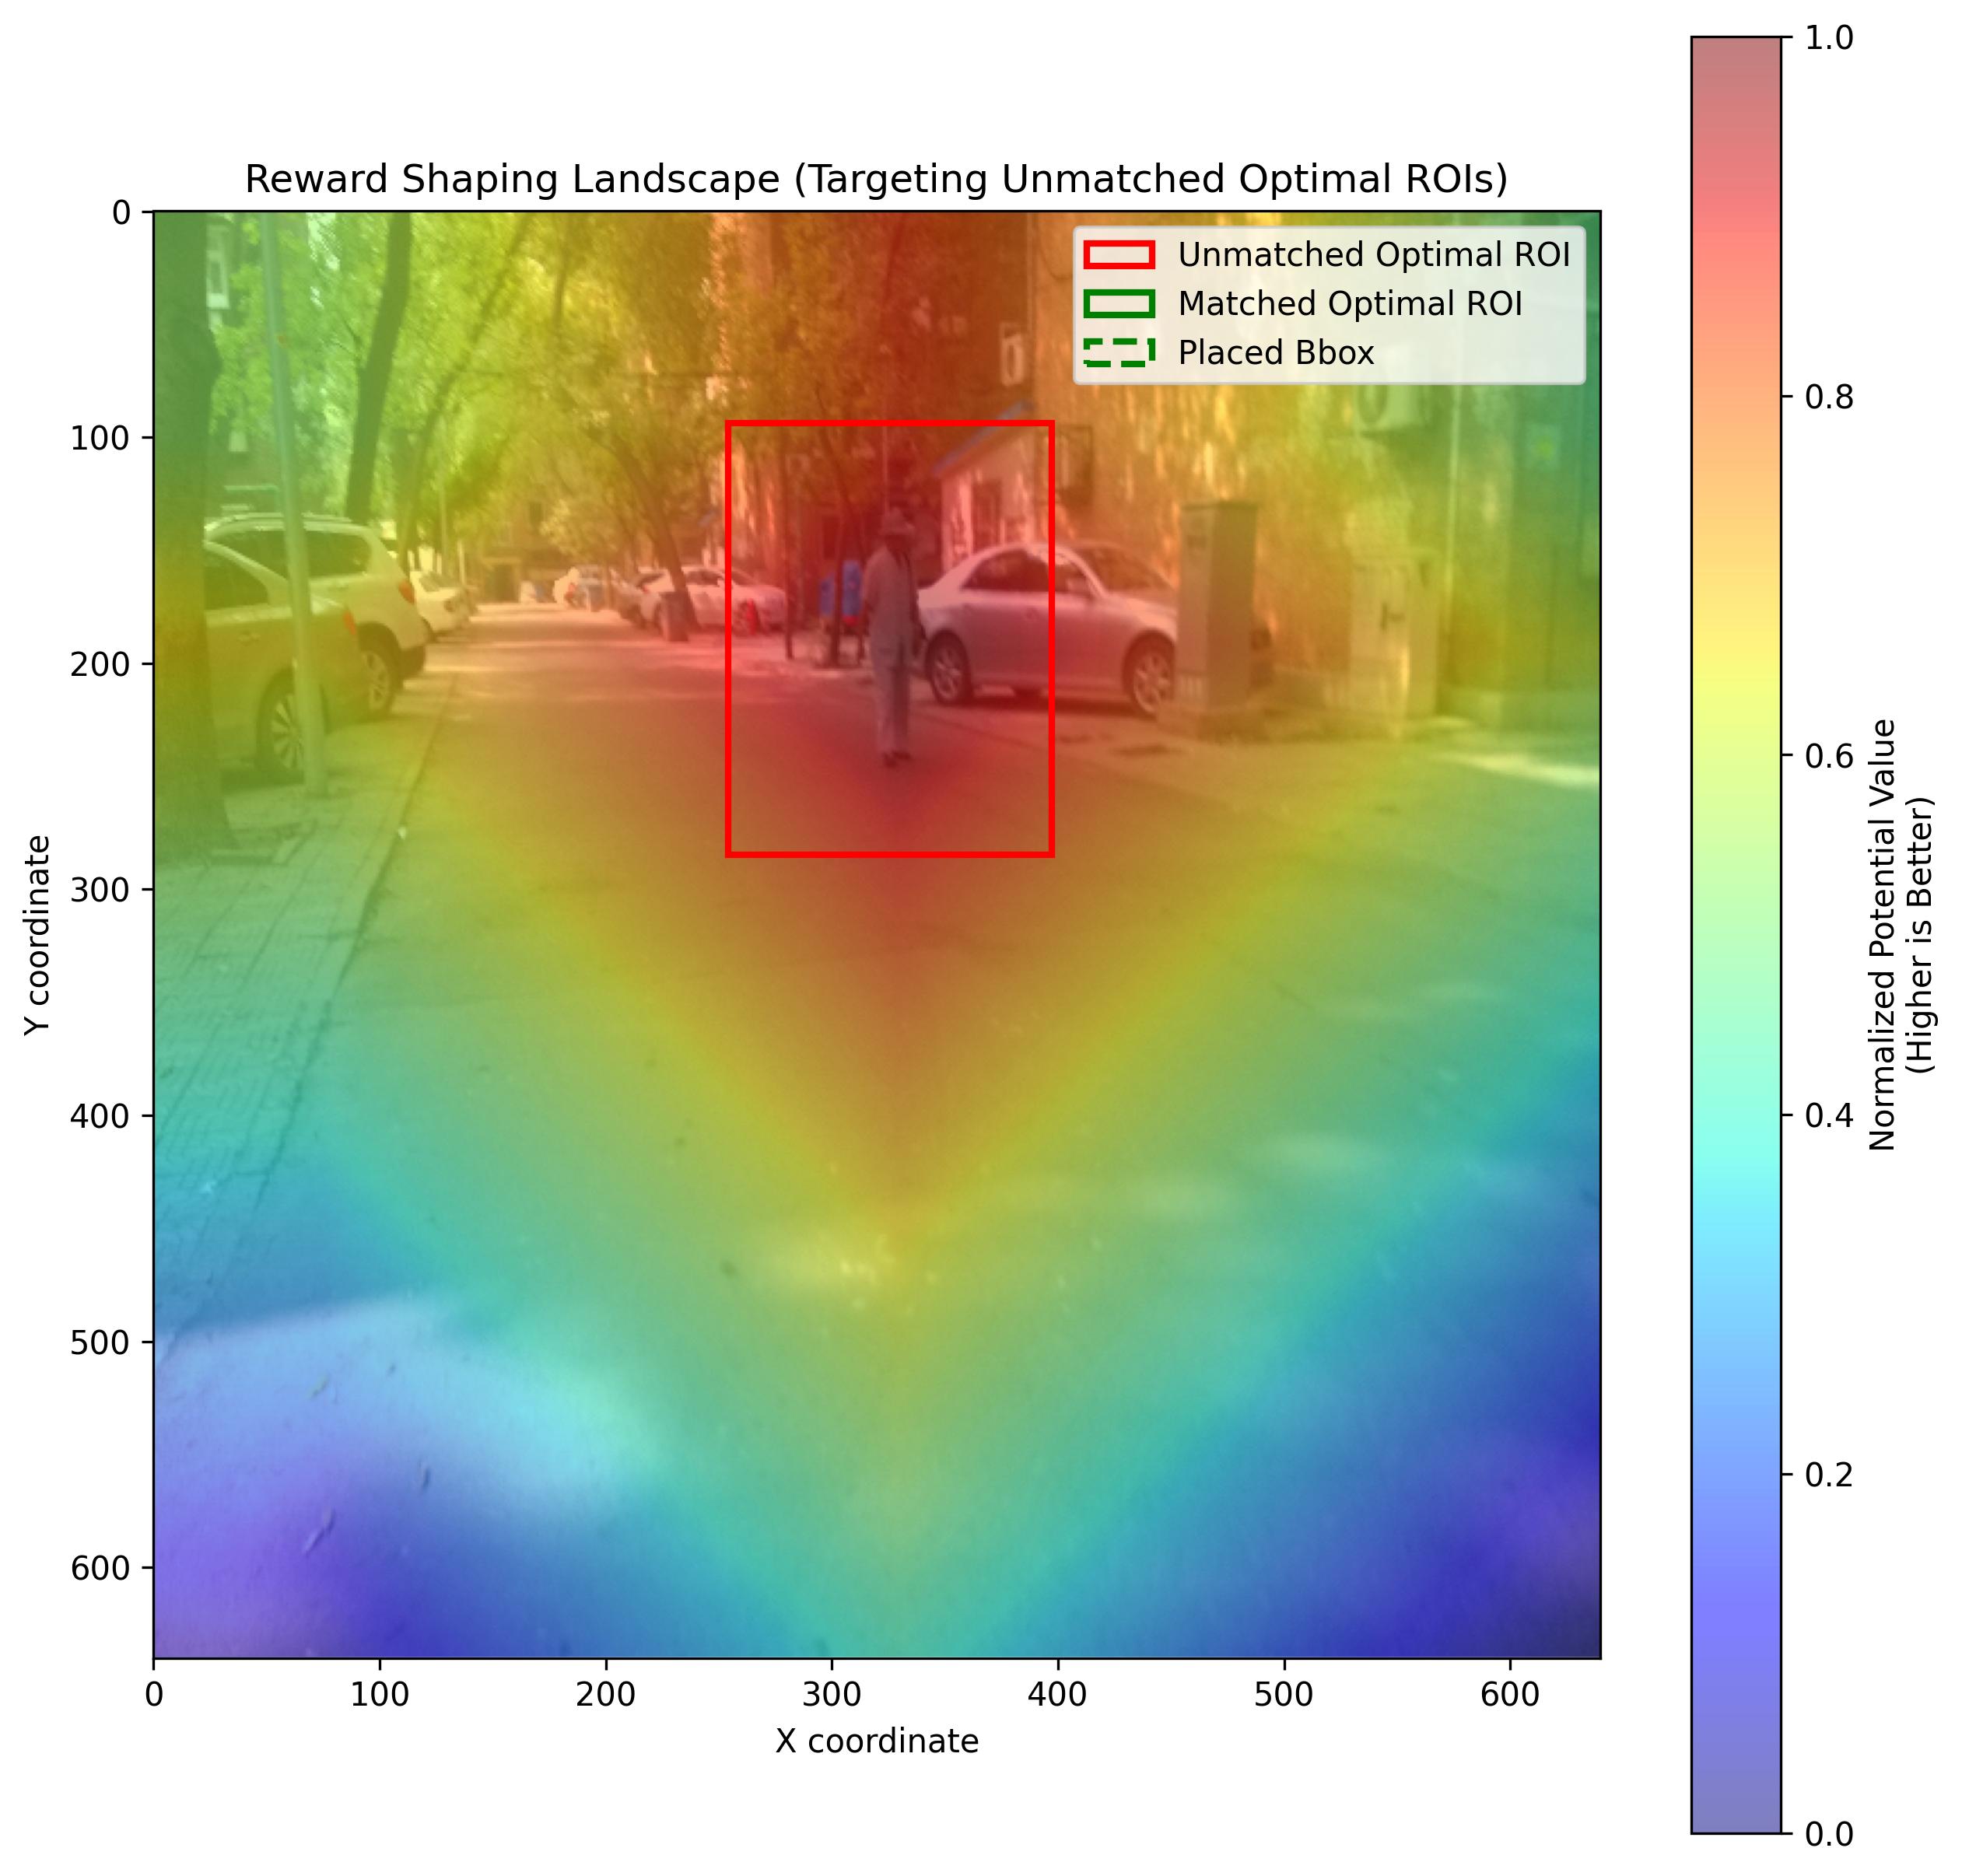 Reward Shaping Landscape (Targeting Unmatched Optimal ROIs)
Unmatched Optimal ROI
Matched Optimal ROI
Placed Bbox
0
100
200
300
400
500
600
Y coordinate
0
100
200
300
400
500
600
X coordinate
1.0
0.8
0.6
0.4
0.2
0.0
Normalized Potential Value
(Higher is Better)